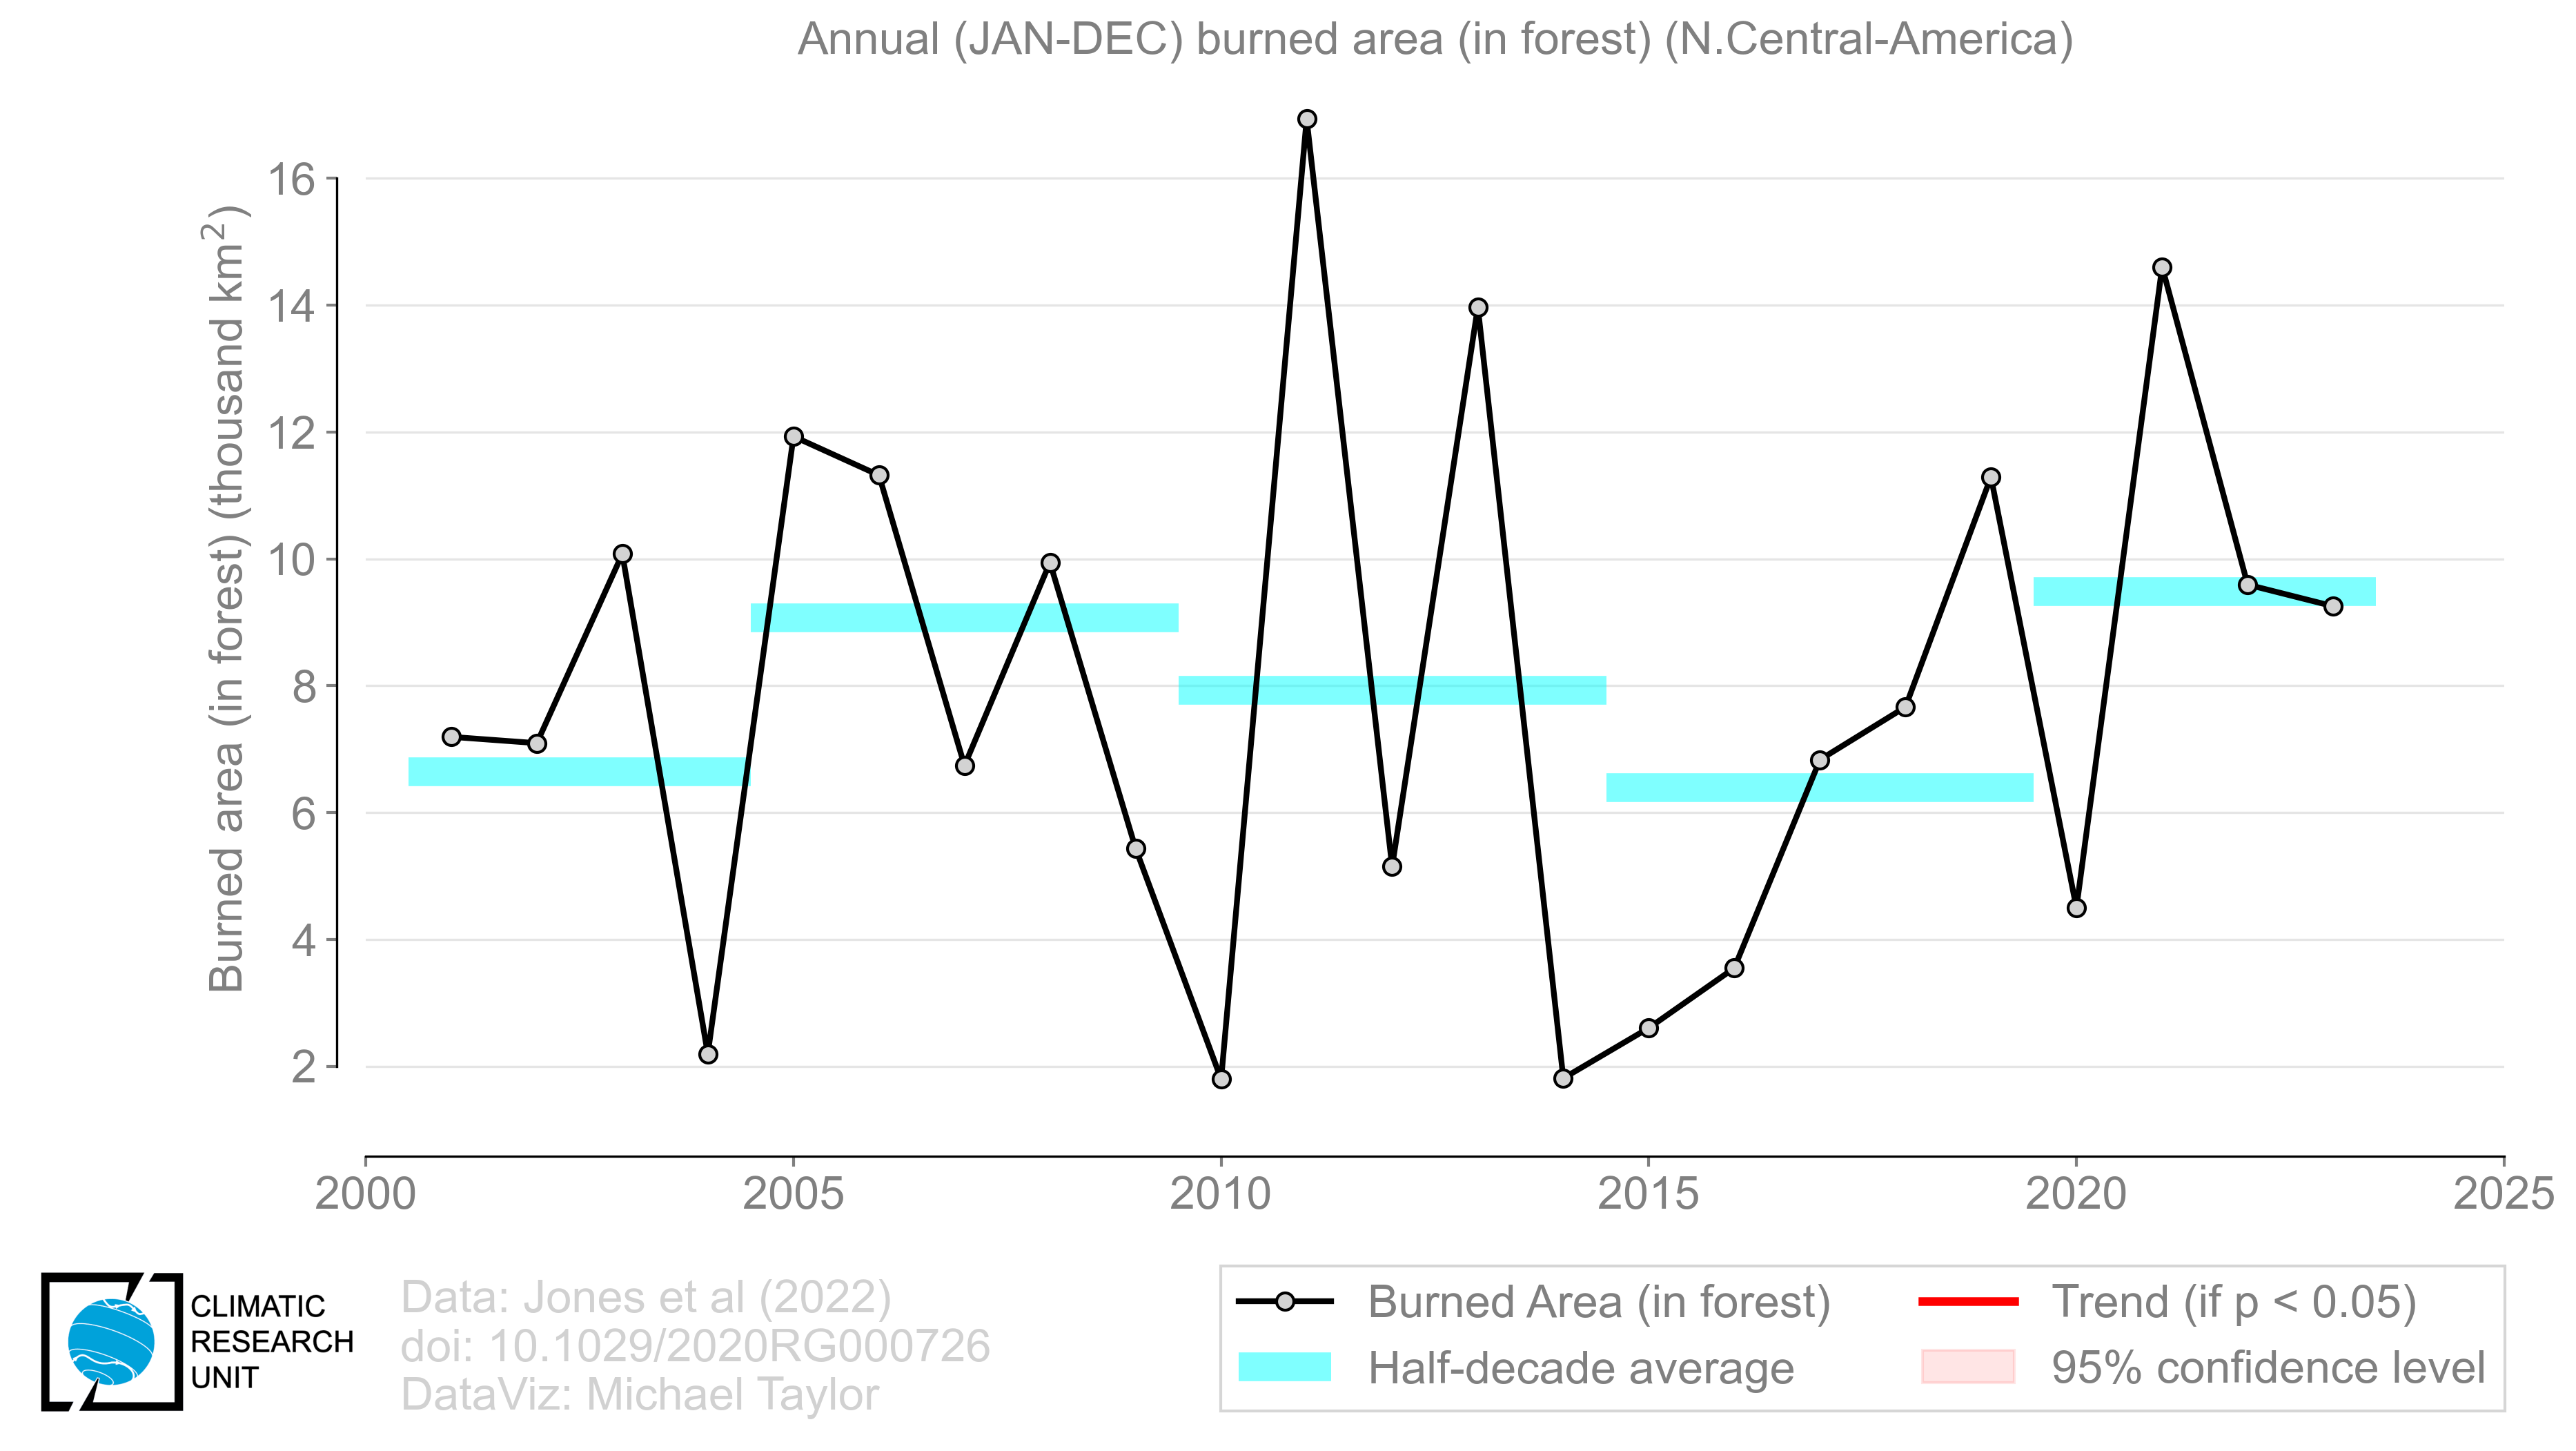 Annual (JAN-DEC) burned area (in forest) (N.Central-America)
Burned area (in forest) (thousand km²)
16
14
12
10
8
6
4
2
2000
2005
2010
2015
2020
2025
CLIMATIC
RESEARCH
UNIT
Data: Jones et al (2022)
doi: 10.1029/2020RG000726
DataViz: Michael Taylor
Burned Area (in forest)
Half-decade average
Trend (if p < 0.05)
95% confidence level